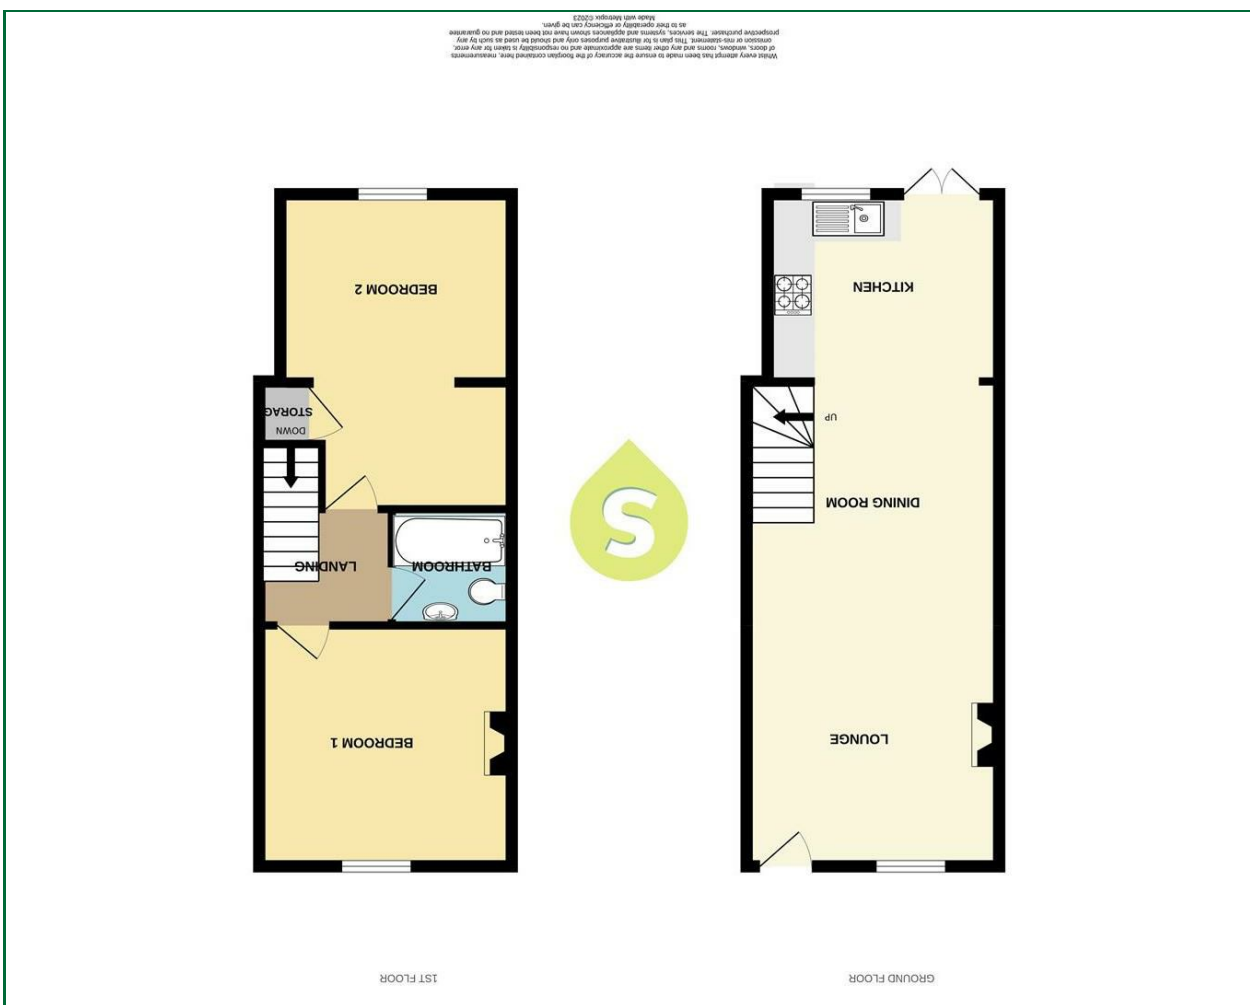 GROUND FLOOR
LOUNGE
DINING ROOM
UP
KITCHEN
S
1ST FLOOR
BEDROOM 1
BATHROOM
LANDING
DOWN
STORAG
BEDROOM 2
Whilst every attempt has been made to ensure the accuracy of the floorplan contained here, measurements
of doors, windows, rooms and any other items are approximate and no responsibility is taken for any error,
omission or mis-statement. This plan is for illustrative purposes only and should be used as such by any
prospective purchaser. The services, systems and appliances shown have not been tested and no guarantee
as to their operability or efficiency can be given.
Made with Metropix ©2023